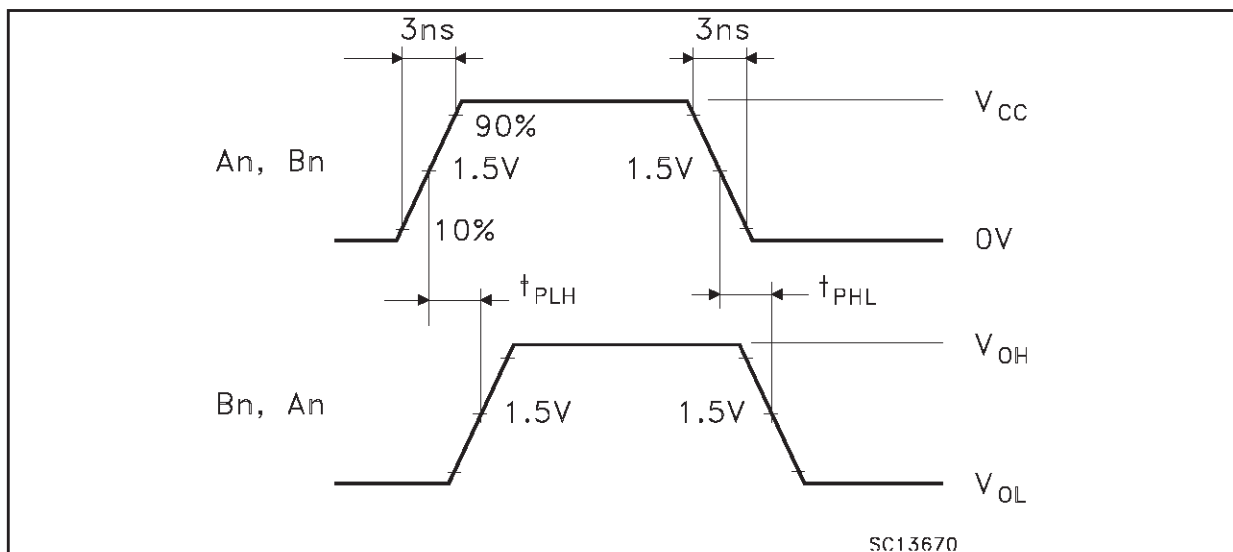 3ns 3ns
V_CC
90%
An, Bn 1.5V 1.5V
10%
0V
t_PLH t_PHL
V_OH
Bn, An 1.5V 1.5V
V_OL
SC13670